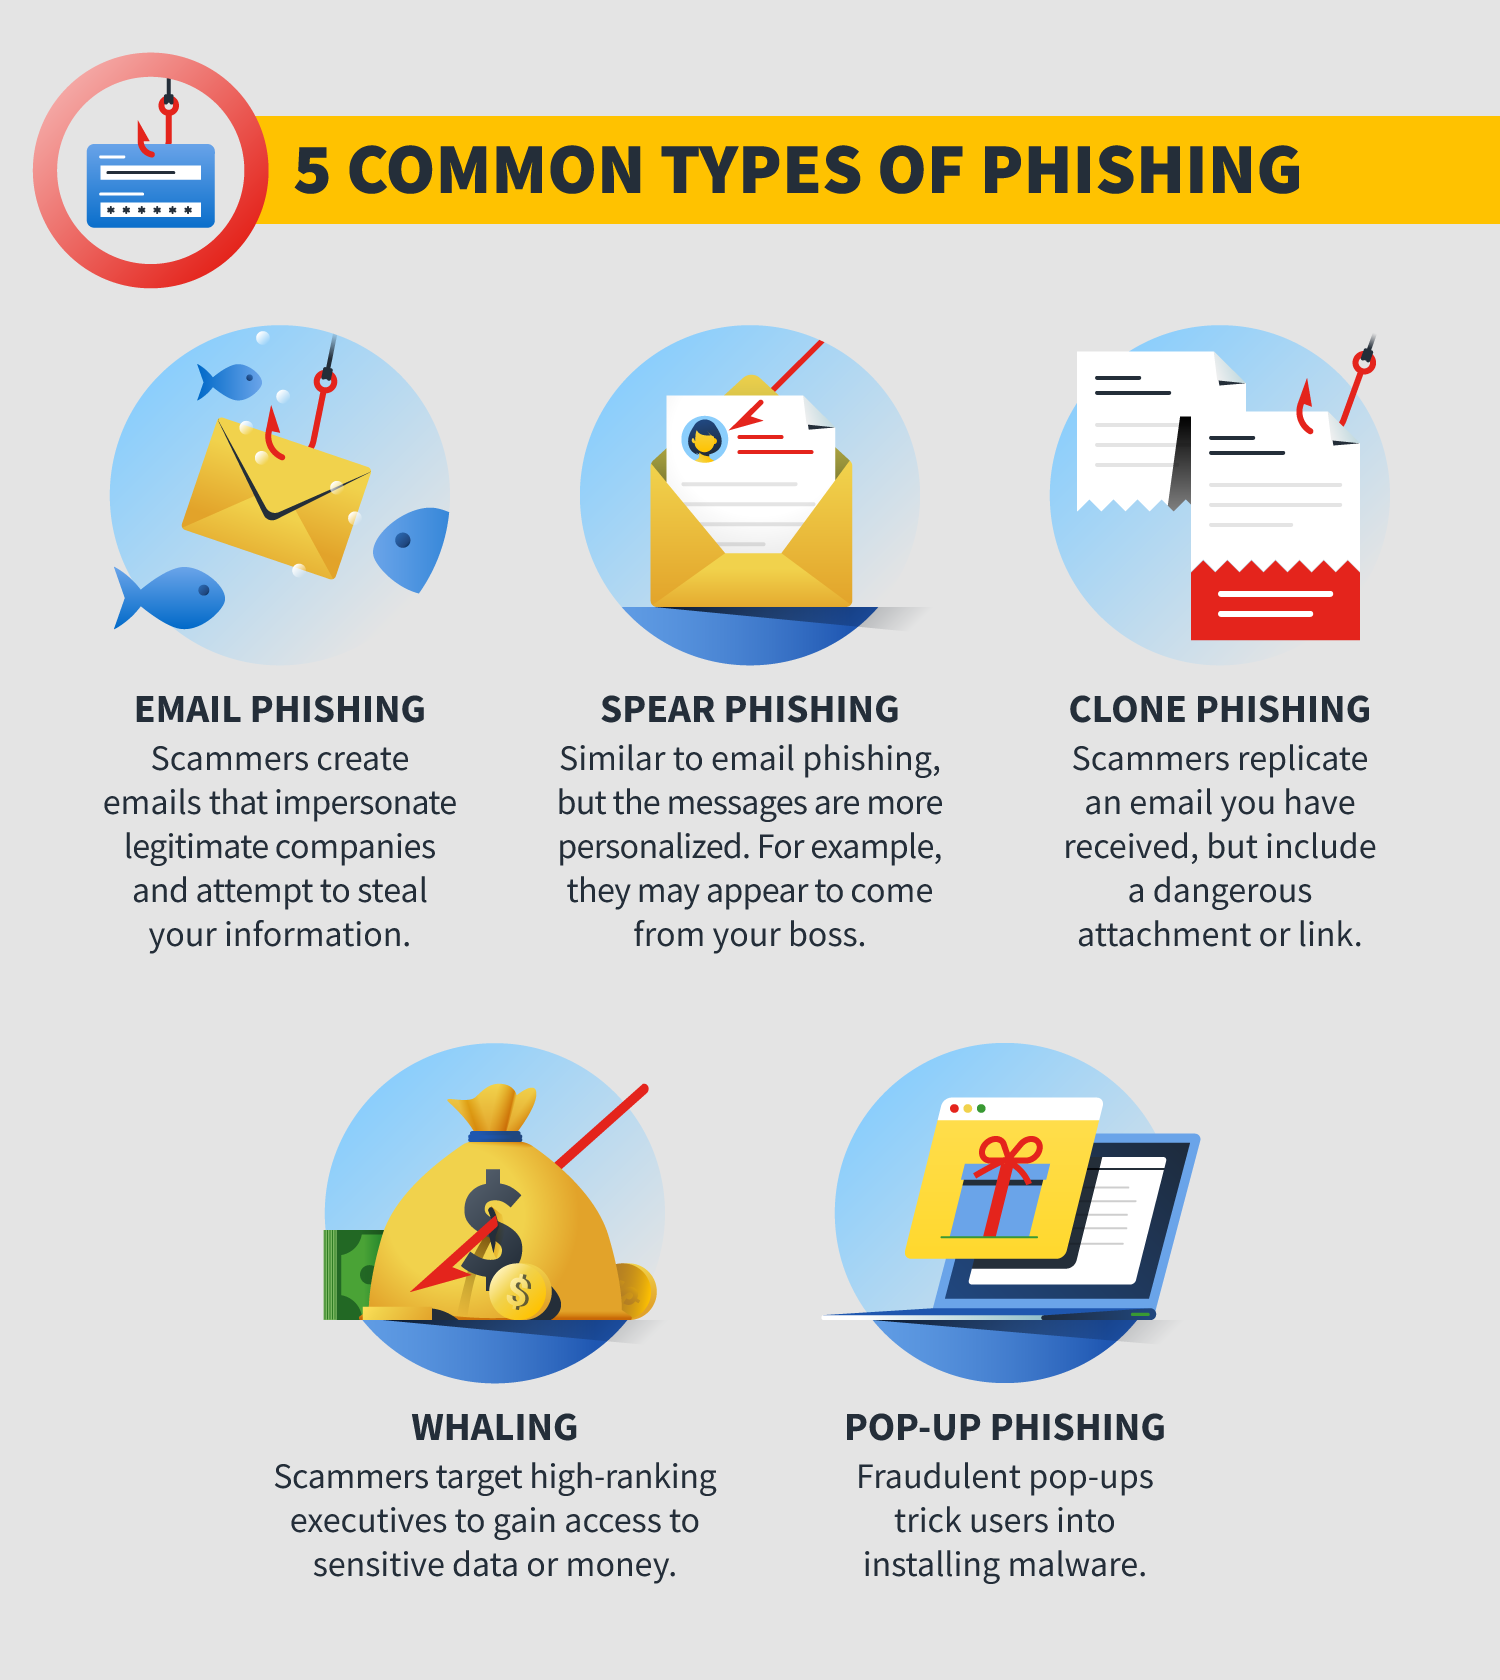 5 COMMON TYPES OF PHISHING
* * * * * *
EMAIL PHISHING
Scammers create
emails that impersonate
legitimate companies
and attempt to steal
your information.
SPEAR PHISHING
Similar to email phishing,
but the messages are more
personalized. For example,
they may appear to come
from your boss.
CLONE PHISHING
Scammers replicate
an email you have
received, but include
a dangerous
attachment or link.
$
$
WHALING
Scammers target high-ranking
executives to gain access to
sensitive data or money.
POP-UP PHISHING
Fraudulent pop-ups
trick users into
installing malware.